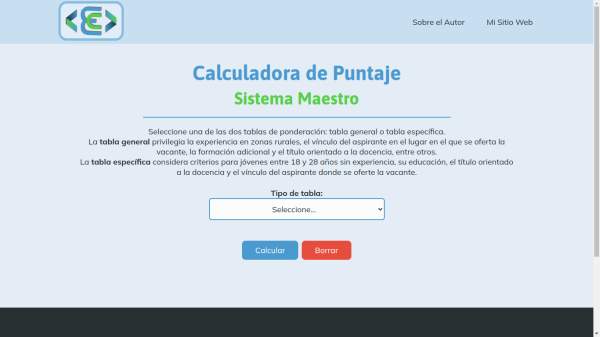 Sobre el Autor
Mi Sitio Web
Calculadora de Puntaje
Sistema Maestro
Seleccione una de las dos tablas de ponderación: tabla general o tabla específica.
La tabla general privilegia la experiencia en zonas rurales, el vínculo del aspirante en el lugar en el que se oferta la
vacante, la formación adicional y el título orientado a la docencia, entre otros.
La tabla específica considera criterios para jóvenes entre 18 y 28 años sin experiencia, su educación, el título orientado
a la docencia y el vínculo del aspirante donde se oferte la vacante.
Tipo de tabla:
Seleccione...
Calcular
Borrar